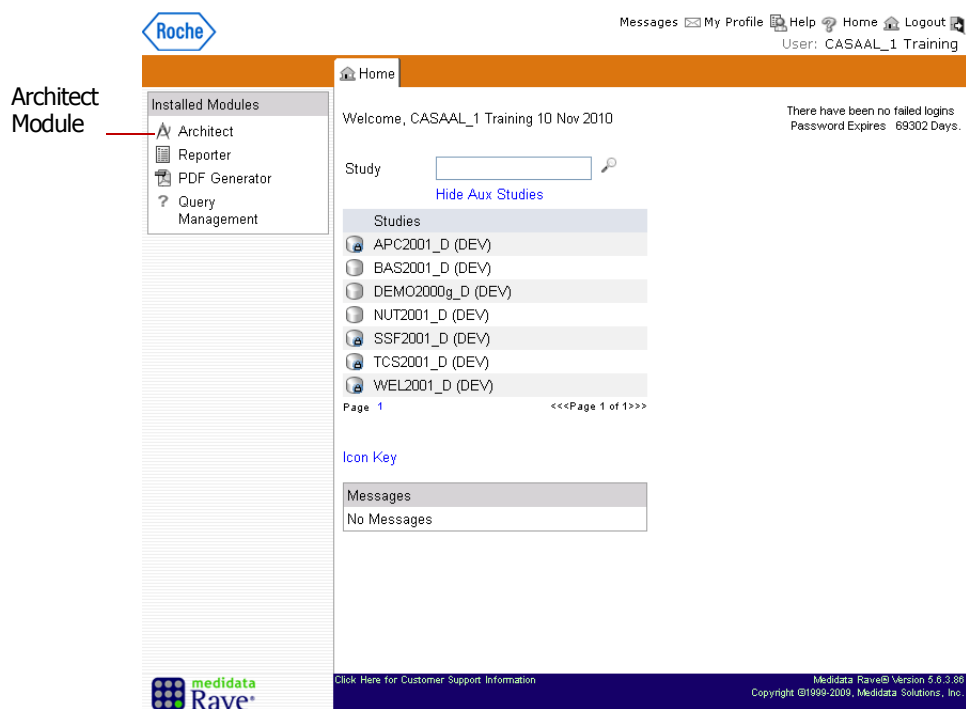 Roche
Messages My Profile Help Home Logout
User: CASAAL_1 Training
Home
Architect
Module
Installed Modules
Architect
Reporter
PDF Generator
Query
Management
Welcome, CASAAL_1 Training 10 Nov 2010
There have been no failed logins
Password Expires 69302 Days.
Study
Hide Aux Studies
Studies
APC2001_D (DEV)
BAS2001_D (DEV)
DEMO2000g_D (DEV)
NUT2001_D (DEV)
SSF2001_D (DEV)
TCS2001_D (DEV)
WEL2001_D (DEV)
Page 1 <<<Page 1 of 1>>>
Icon Key
Messages
No Messages
medidata
Rave
Click Here for Customer Support Information
Medidata Rave® Version 5.6.3.86
Copyright ©1999-2009, Medidata Solutions, Inc.